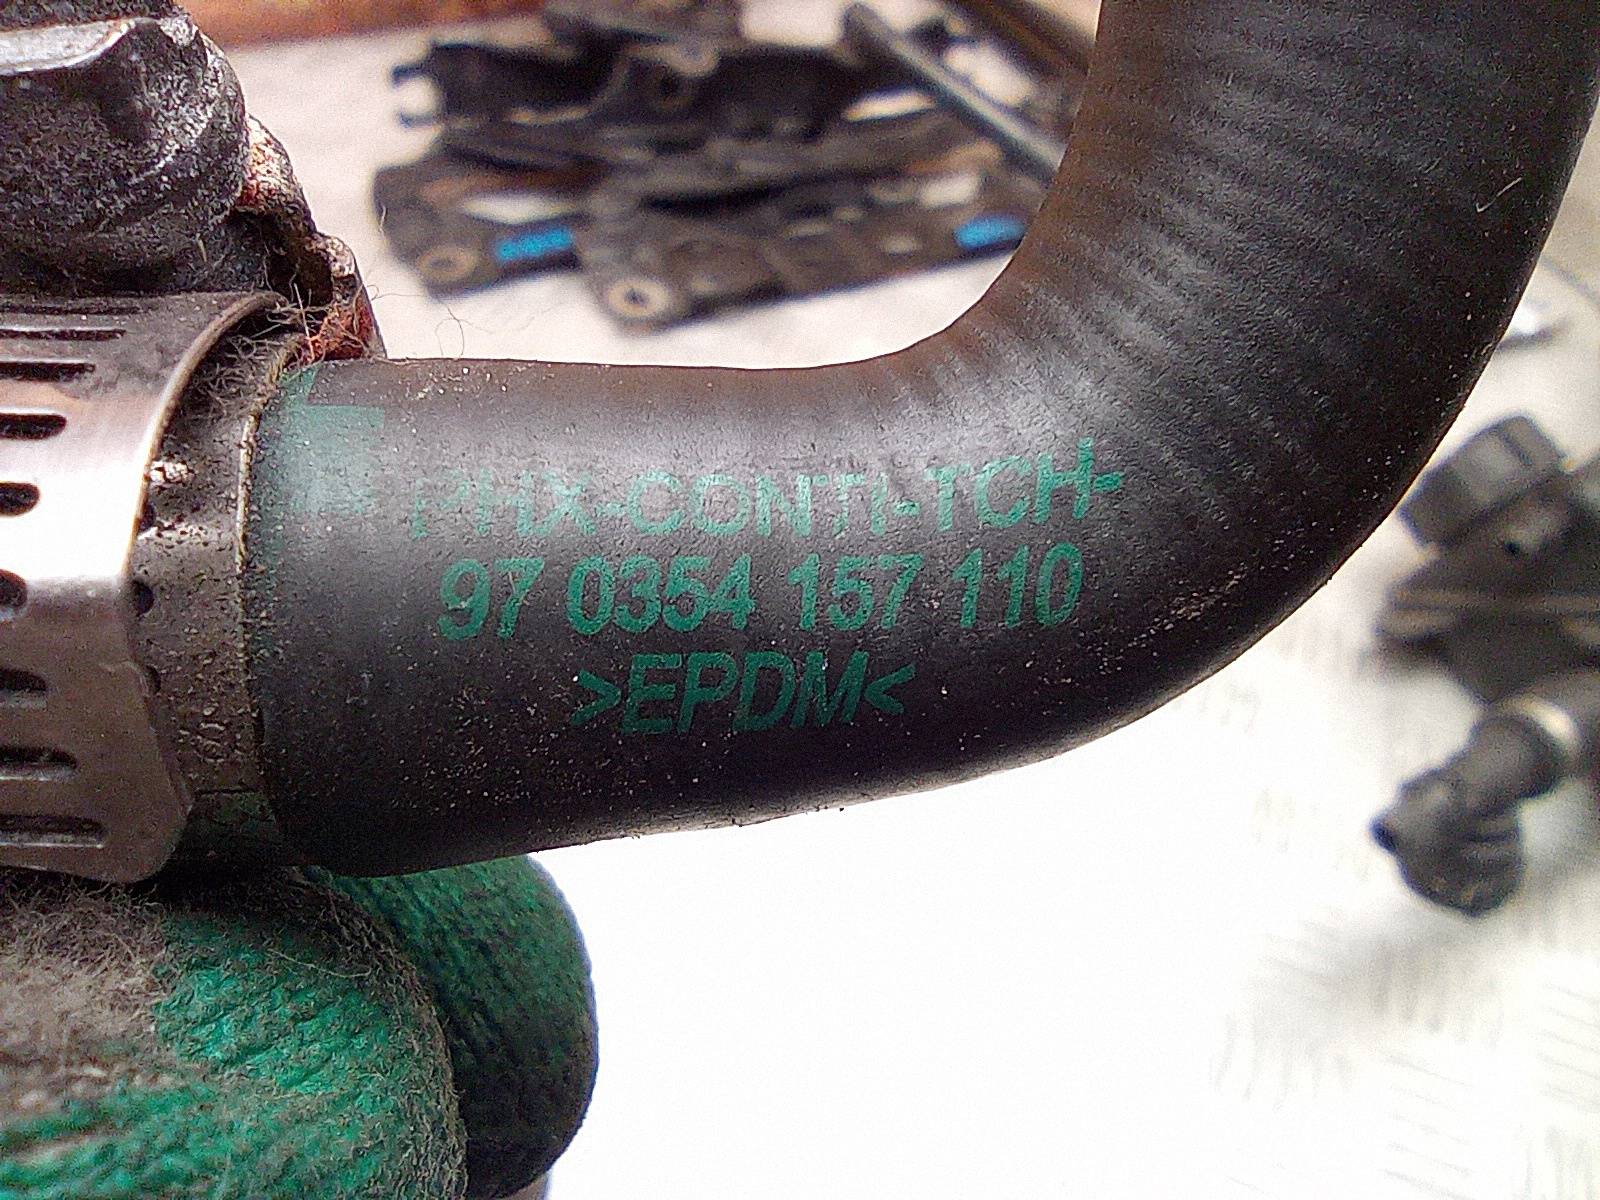 PHX-CONTI-TCH-
97 0354 157 110
>EPDM<